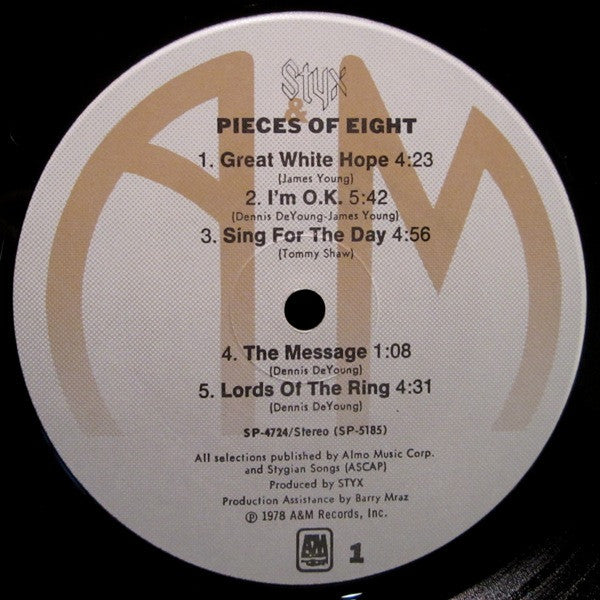 Styx
&
PIECES OF EIGHT
1. Great White Hope 4:23
(James Young)
2. I'm O.K. 5:42
(Dennis DeYoung-James Young)
3. Sing For The Day 4:56
(Tommy Shaw)
4. The Message 1:08
(Dennis DeYoung)
5. Lords Of The Ring 4:31
(Dennis DeYoung)
SP-4724/Stereo (SP-5185)
All selections published by Almo Music Corp.
and Stygian Songs (ASCAP)
Produced by STYX
Production Assistance by Barry Mraz
℗ 1978 A&M Records, Inc.
A&M
1